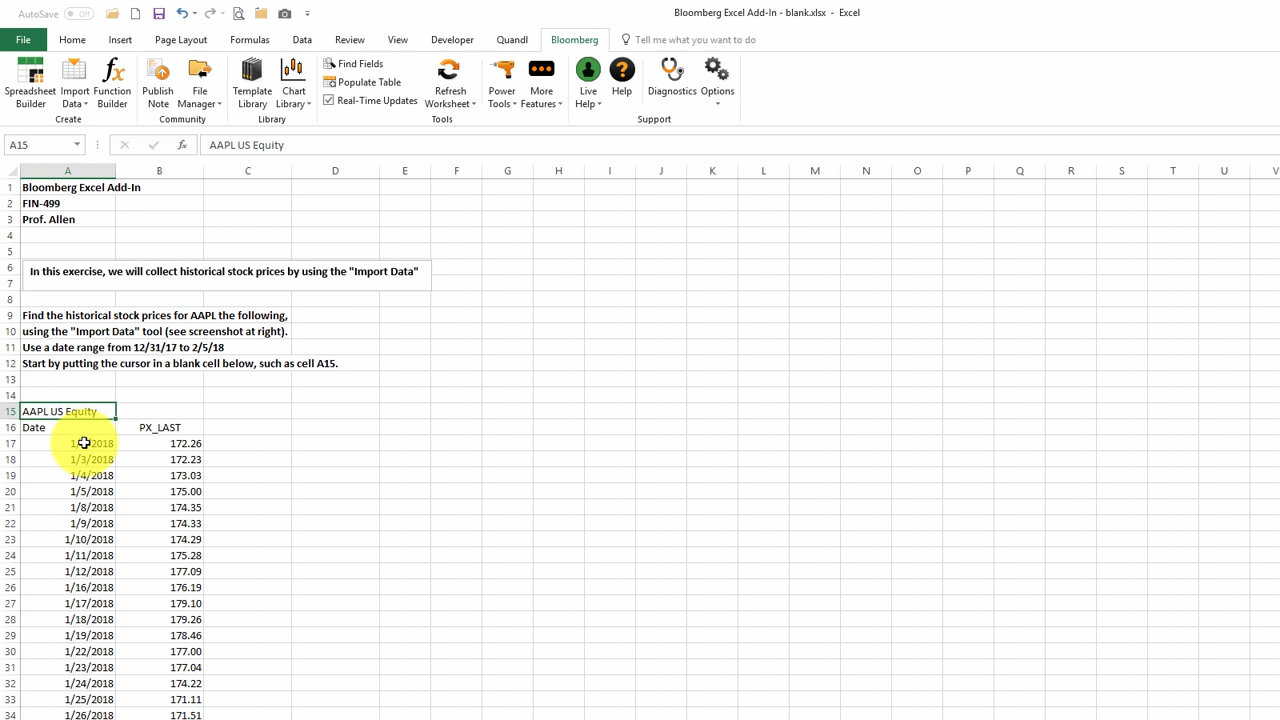 AutoSave Off Bloomberg Excel Add-In - blank.xlsx - Excel
File Home Insert Page Layout Formulas Data Review View Developer Quandl Bloomberg Tell me what you want to do
Spreadsheet Builder
Import Data
Function Builder
Create
Publish Note
File Manager
Community
Template Library
Chart Library
Library
Find Fields
Populate Table
Real-Time Updates
Refresh Worksheet
Power Tools
More Features
Tools
Live Help
Help
Diagnostics
Options
Support
A15 fx AAPL US Equity
A B C D E F G H I J K L M N O P Q R S T U V
1 Bloomberg Excel Add-In
2 FIN-499
3 Prof. Allen
4
5
6 In this exercise, we will collect historical stock prices by using the "Import Data"
7
8
9 Find the historical stock prices for AAPL the following,
10 using the "Import Data" tool (see screenshot at right).
11 Use a date range from 12/31/17 to 2/5/18
12 Start by putting the cursor in a blank cell below, such as cell A15.
13
14
15 AAPL US Equity
16 Date PX_LAST
17 172.26
18 1/3/2018 172.23
19 1/4/2018 173.03
20 1/5/2018 175.00
21 1/8/2018 174.35
22 1/9/2018 174.33
23 1/10/2018 174.29
24 1/11/2018 175.28
25 1/12/2018 177.09
26 1/16/2018 176.19
27 1/17/2018 179.10
28 1/18/2018 179.26
29 1/19/2018 178.46
30 1/22/2018 177.00
31 1/23/2018 177.04
32 1/24/2018 174.22
33 1/25/2018 171.11
34 1/26/2018 171.51